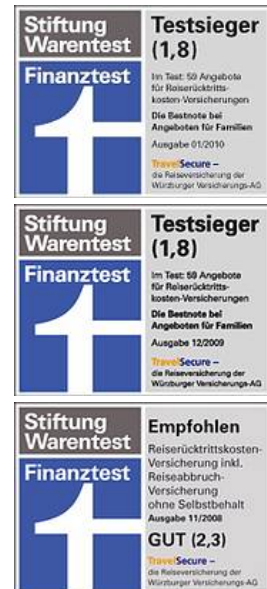 Stiftung
Warentest
Finanztest
Testsieger
(1,8)
Im Test: 59 Angebote
für Reiserücktritts-
kosten-Versicherungen
Die Bestnote bei
Angeboten für Familien
Ausgabe 01/2010
TravelSecure –
die Reiseversicherung der
Würzburger Versicherungs-AG
Stiftung
Warentest
Finanztest
Testsieger
(1,8)
Im Test: 59 Angebote
für Reiserücktritts-
kosten-Versicherungen
Die Bestnote bei
Angeboten für Familien
Ausgabe 12/2009
TravelSecure –
die Reiseversicherung der
Würzburger Versicherungs-AG
Stiftung
Warentest
Finanztest
Empfohlen
Reiserücktrittskosten-
Versicherung inkl.
Reiseabbruch-
Versicherung
ohne Selbstbehalt
Ausgabe 11/2008
GUT (2,3)
TravelSecure –
die Reiseversicherung der
Würzburger Versicherungs-AG